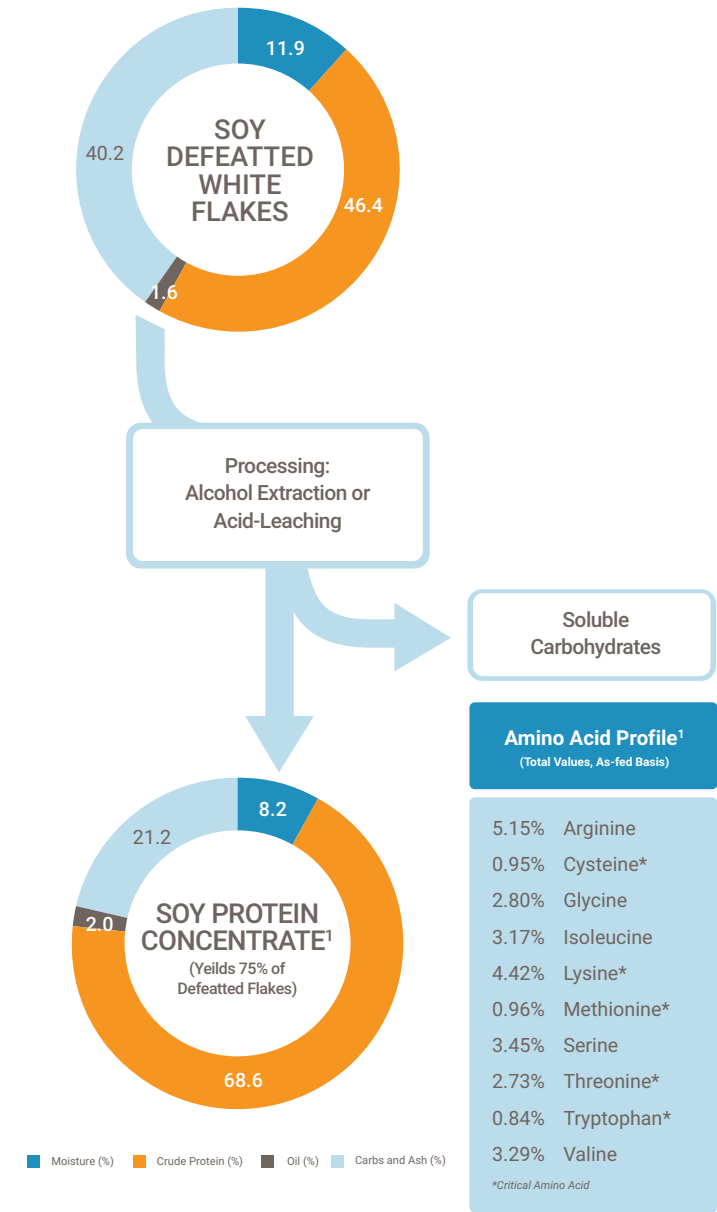 11.9
40.2
SOY
DEFEATTED
WHITE
FLAKES
46.4
1.6
Processing:
Alcohol Extraction or
Acid-Leaching
Soluble
Carbohydrates
Amino Acid Profile¹
(Total Values, As-fed Basis)
5.15% Arginine
0.95% Cysteine*
2.80% Glycine
3.17% Isoleucine
4.42% Lysine*
0.96% Methionine*
3.45% Serine
2.73% Threonine*
0.84% Tryptophan*
3.29% Valine
*Critical Amino Acid
8.2
21.2
2.0
SOY PROTEIN
CONCENTRATE¹
(Yeilds 75% of
Defeatted Flakes)
68.6
Moisture (%) Crude Protein (%) Oil (%) Carbs and Ash (%)